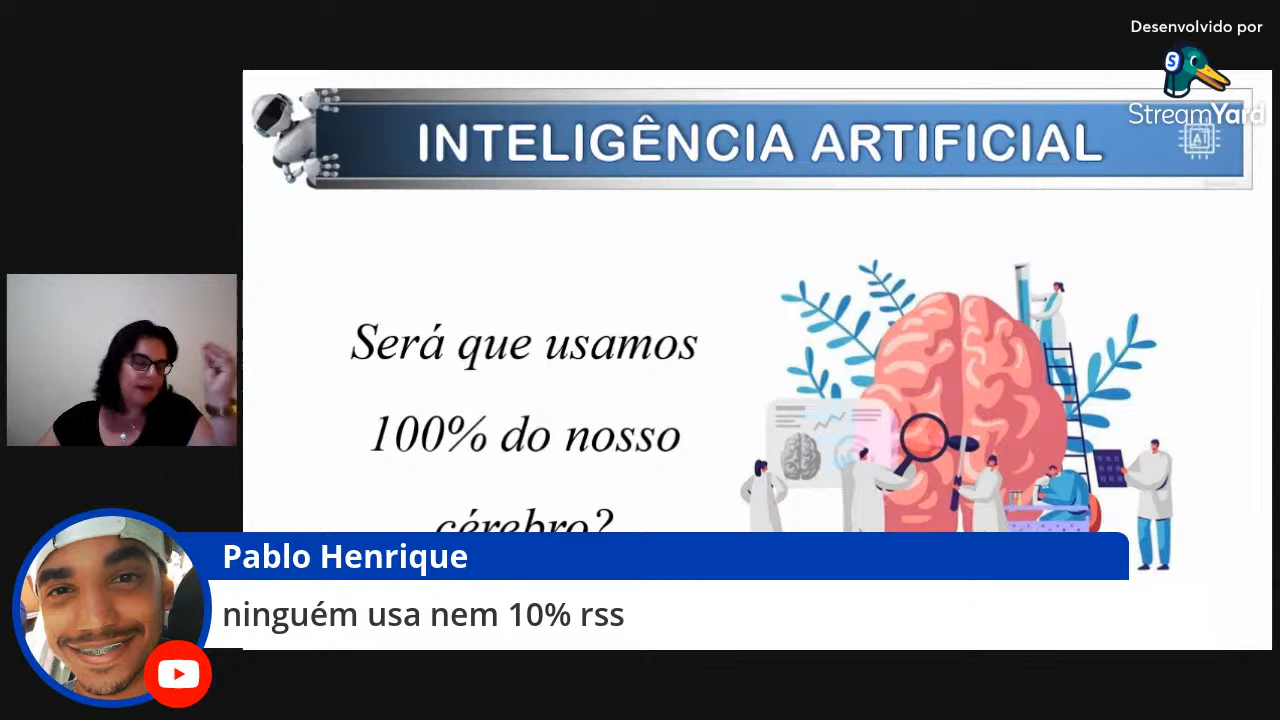 Desenvolvido por
StreamYard
INTELIGÊNCIA ARTIFICIAL
AI
Será que usamos
100% do nosso
cérebro?
Pablo Henrique
ninguém usa nem 10% rss